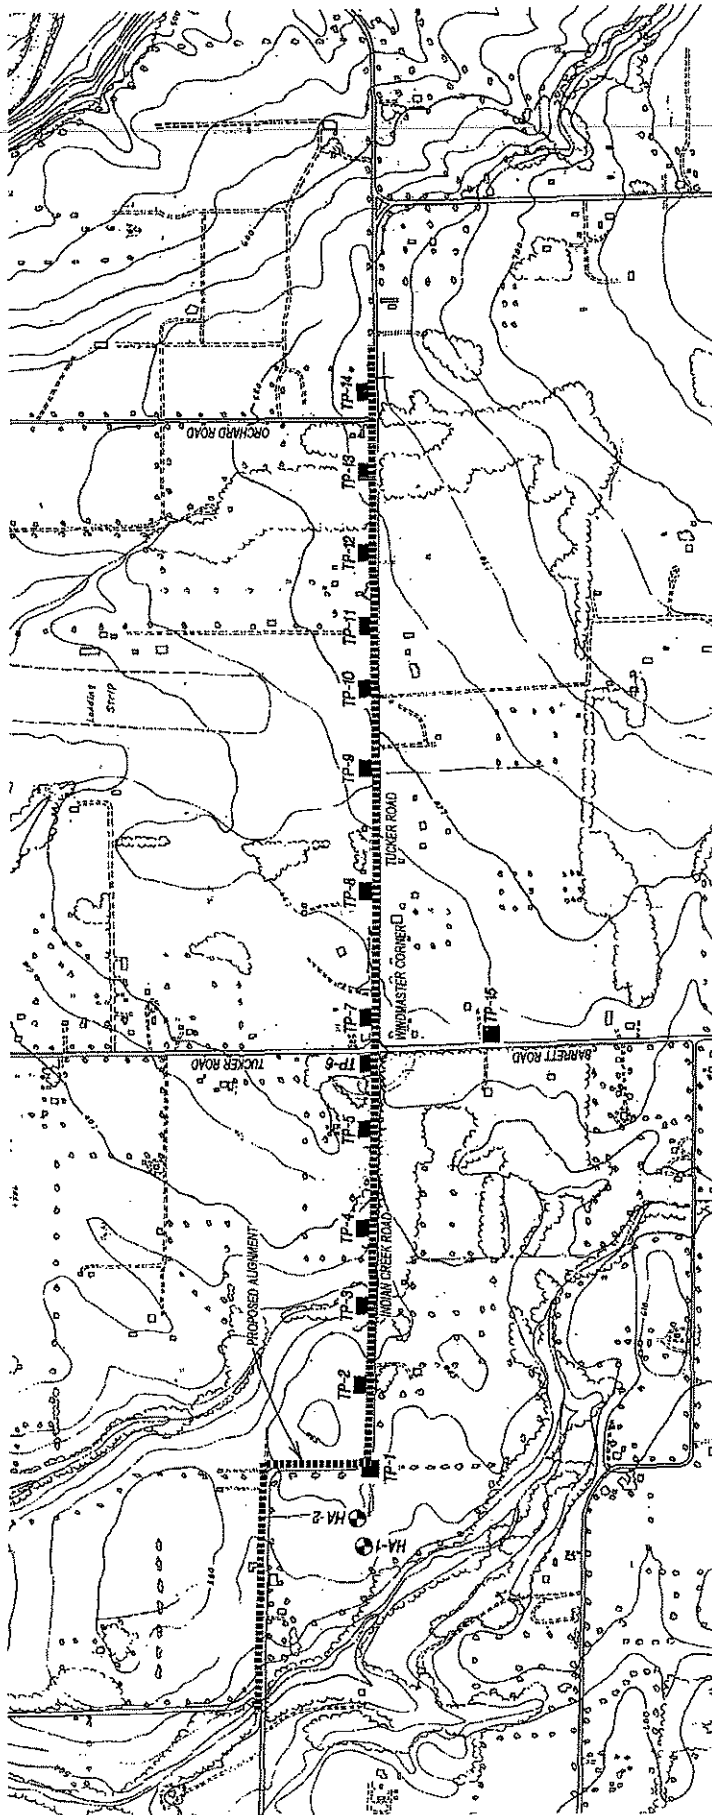 TP-14
ORCHARD ROAD
TP-13
TP-12
TP-11
TP-10
Landing
Strip
TP-9
TUCKER ROAD
TP-8
WINDMASTER CORNER
TP-7
TP-15
TP-6
TUCKER ROAD
BARRETT ROAD
TP-5
TP-4
INDIAN CREEK ROAD
PROPOSED ALIGNMENT
TP-3
TP-2
TP-1
HA-2
HA-1